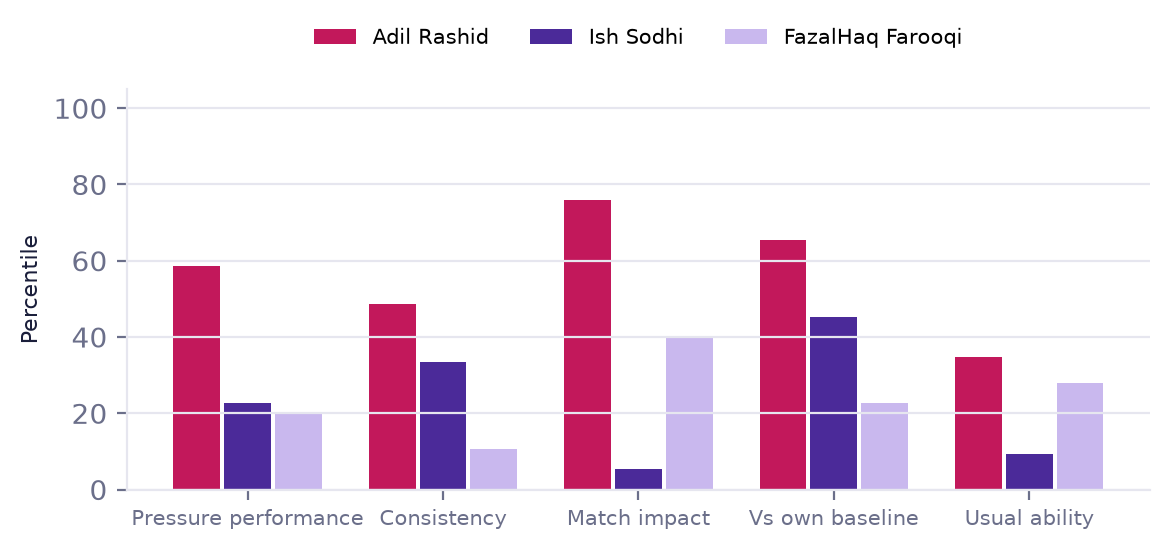 Adil Rashid Ish Sodhi FazalHaq Farooqi
100
80
60
40
20
0
Percentile
Pressure performance Consistency Match impact Vs own baseline Usual ability